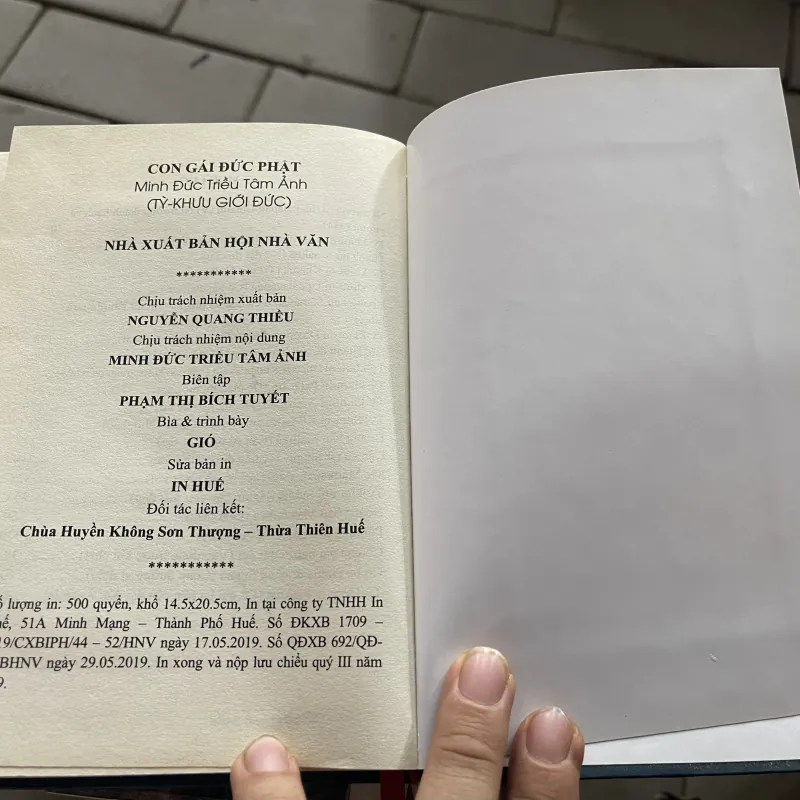 CON GÁI ĐỨC PHẬT
Minh Đức Triều Tâm Ảnh
(TỲ-KHƯU GIỚI ĐỨC)
NHÀ XUẤT BẢN HỘI NHÀ VĂN
***********
Chịu trách nhiệm xuất bản
NGUYỄN QUANG THIỀU
Chịu trách nhiệm nội dung
MINH ĐỨC TRIỀU TÂM ẢNH
Biên tập
PHẠM THỊ BÍCH TUYẾT
Bìa & trình bày
GIÓ
Sửa bản in
IN HUẾ
Đối tác liên kết:
Chùa Huyền Không Sơn Thượng – Thừa Thiên Huế
***********
lượng in: 500 quyển, khổ 14.5x20.5cm, In tại công ty TNHH In
51A Minh Mạng – Thành Phố Huế. Số ĐKXB 1709 –
19/CXBIPH/44 – 52/HNV ngày 17.05.2019. Số QĐXB 692/QĐ-
BHNV ngày 29.05.2019. In xong và nộp lưu chiểu quý III năm
9.